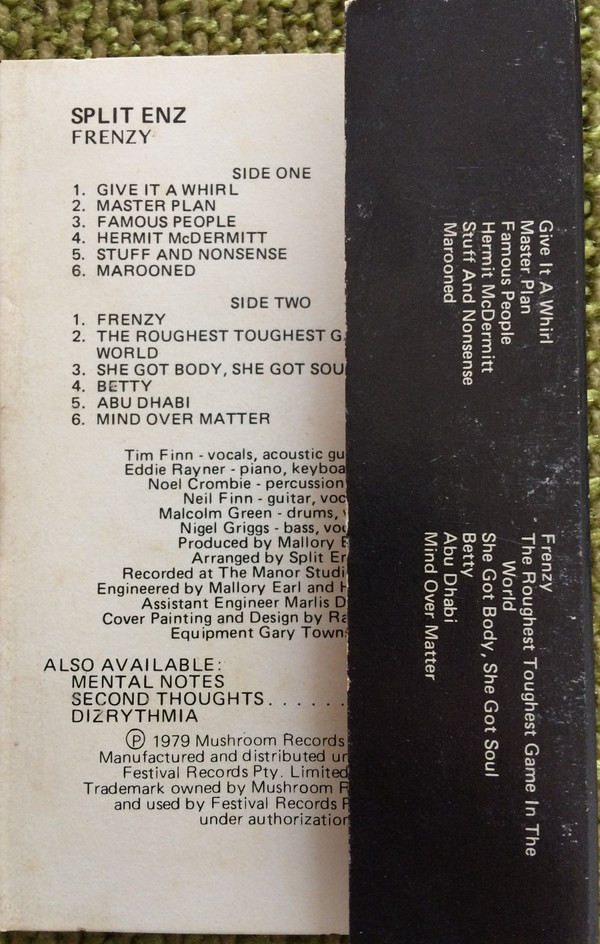 SPLIT ENZ
FRENZY
SIDE ONE
1. GIVE IT A WHIRL
2. MASTER PLAN
3. FAMOUS PEOPLE
4. HERMIT McDERMITT
5. STUFF AND NONSENSE
6. MAROONED
SIDE TWO
1. FRENZY
2. THE ROUGHEST TOUGHEST
WORLD
3. SHE GOT BODY, SHE GOT
4. BETTY
5. ABU DHABI
6. MIND OVER MATTER
Tim Finn - vocals, acoustic
Eddie Rayner - piano,
Noel Crombie - percussion
Neil Finn - guitar,
Malcolm Green - drums,
Nigel Griggs - bass,
Produced by Mallory
Arranged by Split
Recorded at The Manor
Engineered by Mallory Earl and
Assistant Engineer Marlis
Cover Painting and Design by
Equipment Gary
ALSO AVAILABLE:
MENTAL NOTES
SECOND THOUGHTS . . . . . .
DIZRYTHMIA
Ⓟ 1979 Mushroom Records
Manufactured and distributed
Festival Records Pty. Limited
Trademark owned by Mushroom
and used by Festival Records
under authorization
Give It A Whirl
Master Plan
Famous People
Hermit McDermitt
Stuff And Nonsense
Marooned
Frenzy
The Roughest Toughest Game In The
World
She Got Body, She Got Soul
Betty
Abu Dhabi
Mind Over Matter